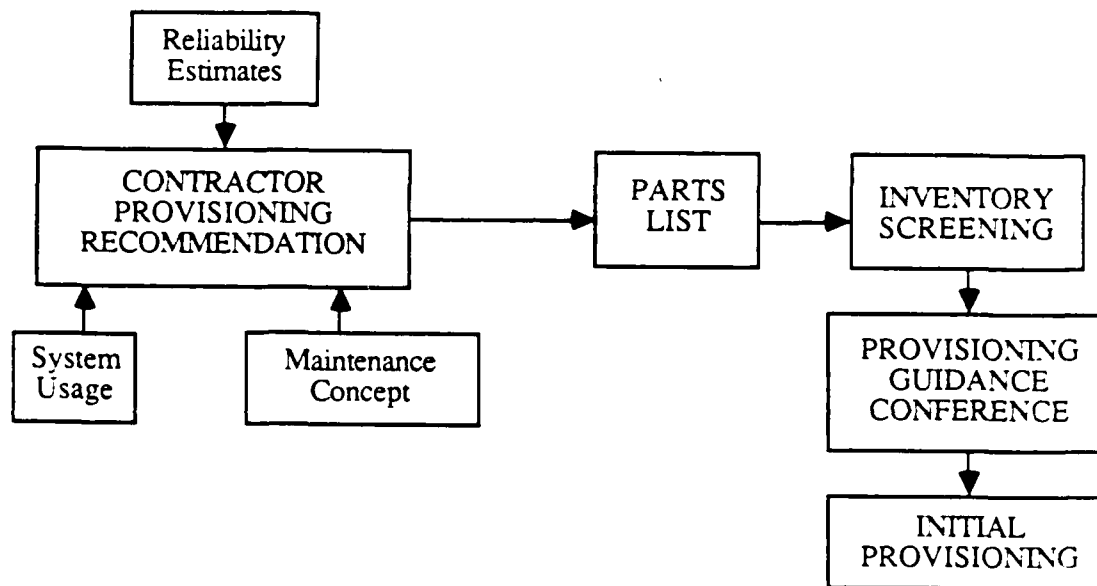 Reliability
Estimates
CONTRACTOR
PROVISIONING
RECOMMENDATION
PARTS
LIST
INVENTORY
SCREENING
System
Usage
Maintenance
Concept
PROVISIONING
GUIDANCE
CONFERENCE
INITIAL
PROVISIONING